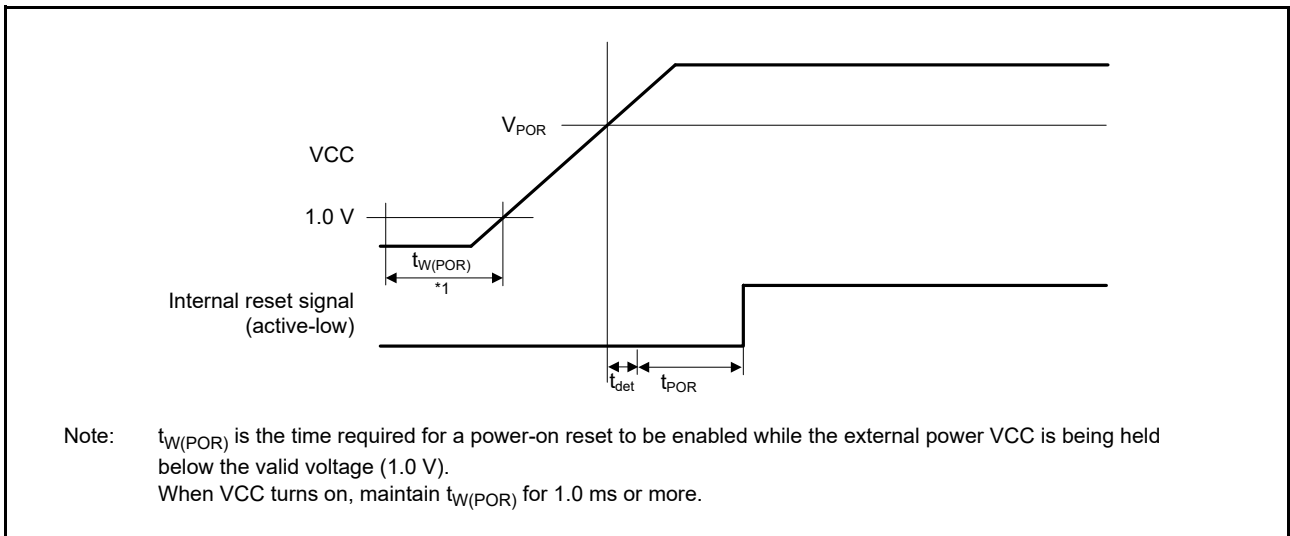 V_POR
VCC
1.0 V
t_W(POR)
*1
Internal reset signal
(active-low)
t_det
t_POR
Note: t_W(POR) is the time required for a power-on reset to be enabled while the external power VCC is being held
below the valid voltage (1.0 V).
When VCC turns on, maintain t_W(POR) for 1.0 ms or more.